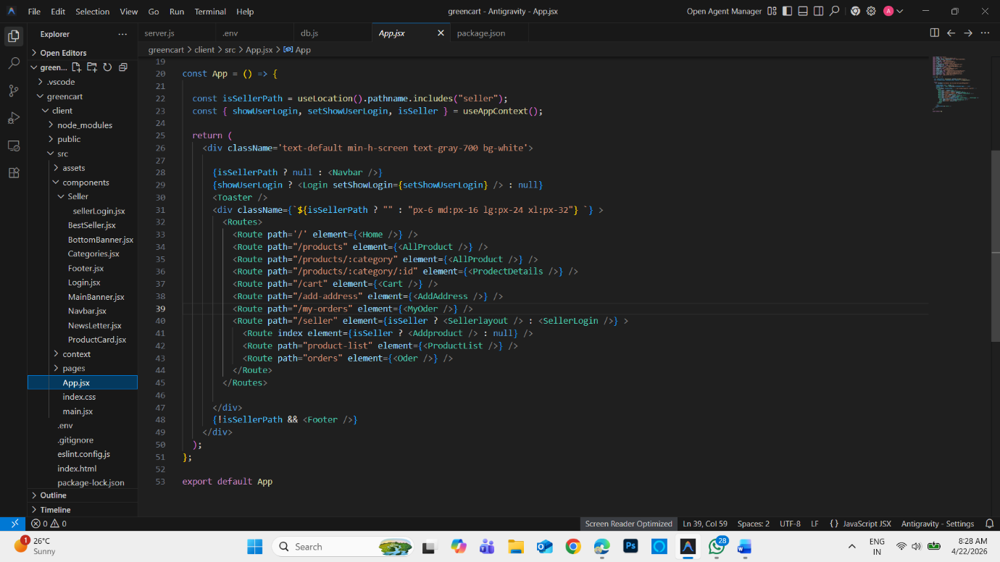 File Edit Selection View Go Run Terminal Help
greencart - Antigravity - App.jsx
Open Agent Manager
A
Explorer
Open Editors
green...
.vscode
greencart
client
node_modules
public
src
assets
components
Seller
sellerLogin.jsx
BestSeller.jsx
BottomBanner.jsx
Categories.jsx
Footer.jsx
Login.jsx
MainBanner.jsx
Navbar.jsx
NewsLetter.jsx
ProductCard.jsx
context
pages
App.jsx
index.css
main.jsx
.env
.gitignore
eslint.config.js
index.html
package-lock.json
Outline
Timeline
server.js .env db.js App.jsx package.json
greencart > client > src > App.jsx > App
19
20 const App = () => {
21
22 const isSellerPath = useLocation().pathname.includes("seller");
23 const { showUserLogin, setShowUserLogin, isSeller } = useAppContext();
24
25 return (
26 <div className='text-default min-h-screen text-gray-700 bg-white'>
27
28 {isSellerPath ? null : <Navbar />}
29 {showUserLogin ? <Login setShowLogin={setShowUserLogin} /> : null}
30 <Toaster />
31 <div className={`${isSellerPath ? "" : "px-6 md:px-16 lg:px-24 xl:px-32"} `} >
32 <Routes>
33 <Route path='/' element={<Home />} />
34 <Route path="/products" element={<AllProduct />} />
35 <Route path="/products/:category" element={<AllProduct />} />
36 <Route path="/products/:category/:id" element={<ProdectDetails />} />
37 <Route path="/cart" element={<Cart />} />
38 <Route path="/add-address" element={<AddAddress />} />
39 <Route path="/my-orders" element={<MyOder />} />
40 <Route path="/seller" element={isSeller ? <Sellerlayout /> : <SellerLogin />} >
41 <Route index element={isSeller ? <Addproduct /> : null} />
42 <Route path="product-list" element={<ProductList />} />
43 <Route path="orders" element={<Oder />} />
44 </Route>
45 </Routes>
46
47 </div>
48 {!isSellerPath && <Footer />}
49 </div>
50 );
51 };
52
53 export default App
0 0
Screen Reader Optimized Ln 39, Col 59 Spaces: 2 UTF-8 LF {} JavaScript JSX Antigravity - Settings
1
26°C
Sunny
Search
Ps
28
ENG
IN
8:28 AM
4/22/2026